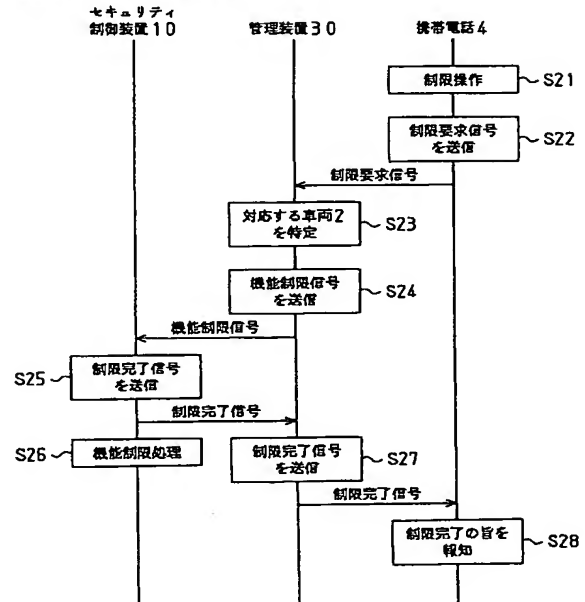 セキュリティ
制御装置10
管理装置30
携帯電話4
制限操作
S21
制限要求信号
を送信
S22
制限要求信号
対応する車両2
を特定
S23
機能制限信号
を送信
S24
機能制限信号
S25
制限完了信号
を送信
制限完了信号
S26
機能制限処理
制限完了信号
を送信
S27
制限完了信号
制限完了の旨を
報知
S28